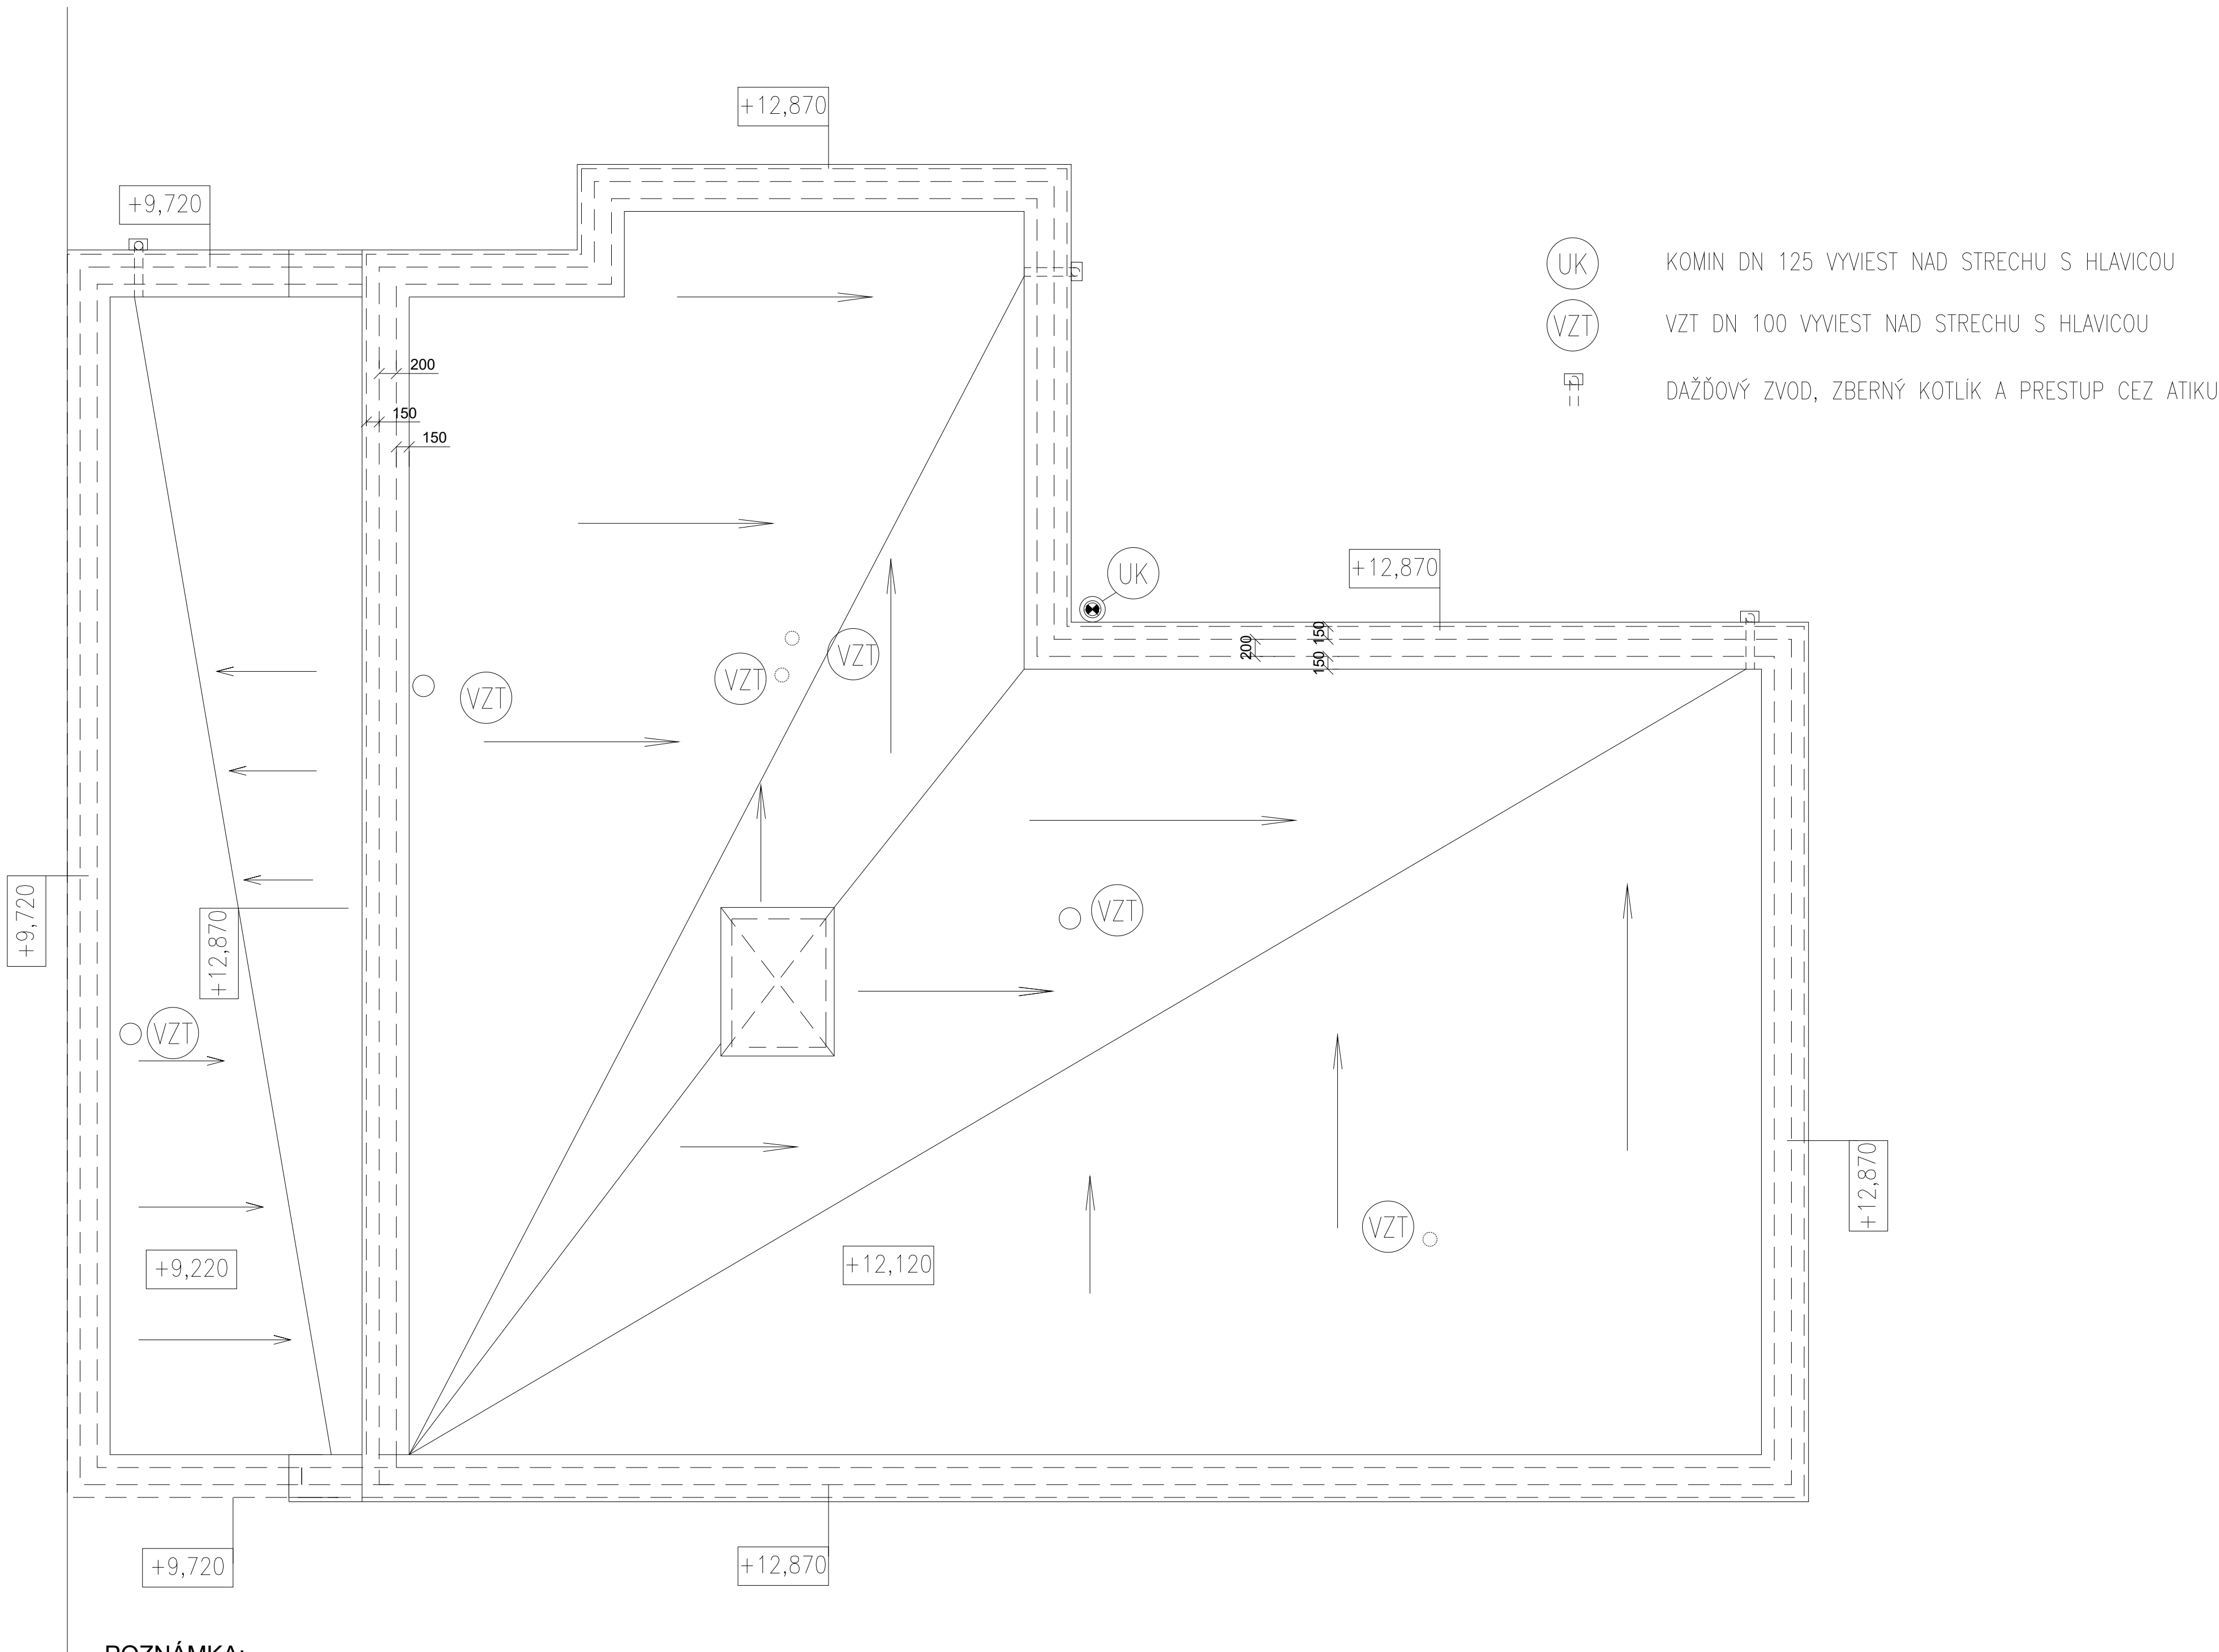 +12,870
+9,720
UK KOMIN DN 125 VYVIEST NAD STRECHU S HLAVICOU
VZT VZT DN 100 VYVIEST NAD STRECHU S HLAVICOU
DAŽĎOVÝ ZVOD, ZBERNÝ KOTLÍK A PRESTUP CEZ ATIKU
200
150
150
UK
+12,870
150
200
150
VZT
VZT
VZT
+9,720
+12,870
VZT
VZT
+12,870
VZT
+9,220
+12,120
+9,720
+12,870
POZNÁMKA: